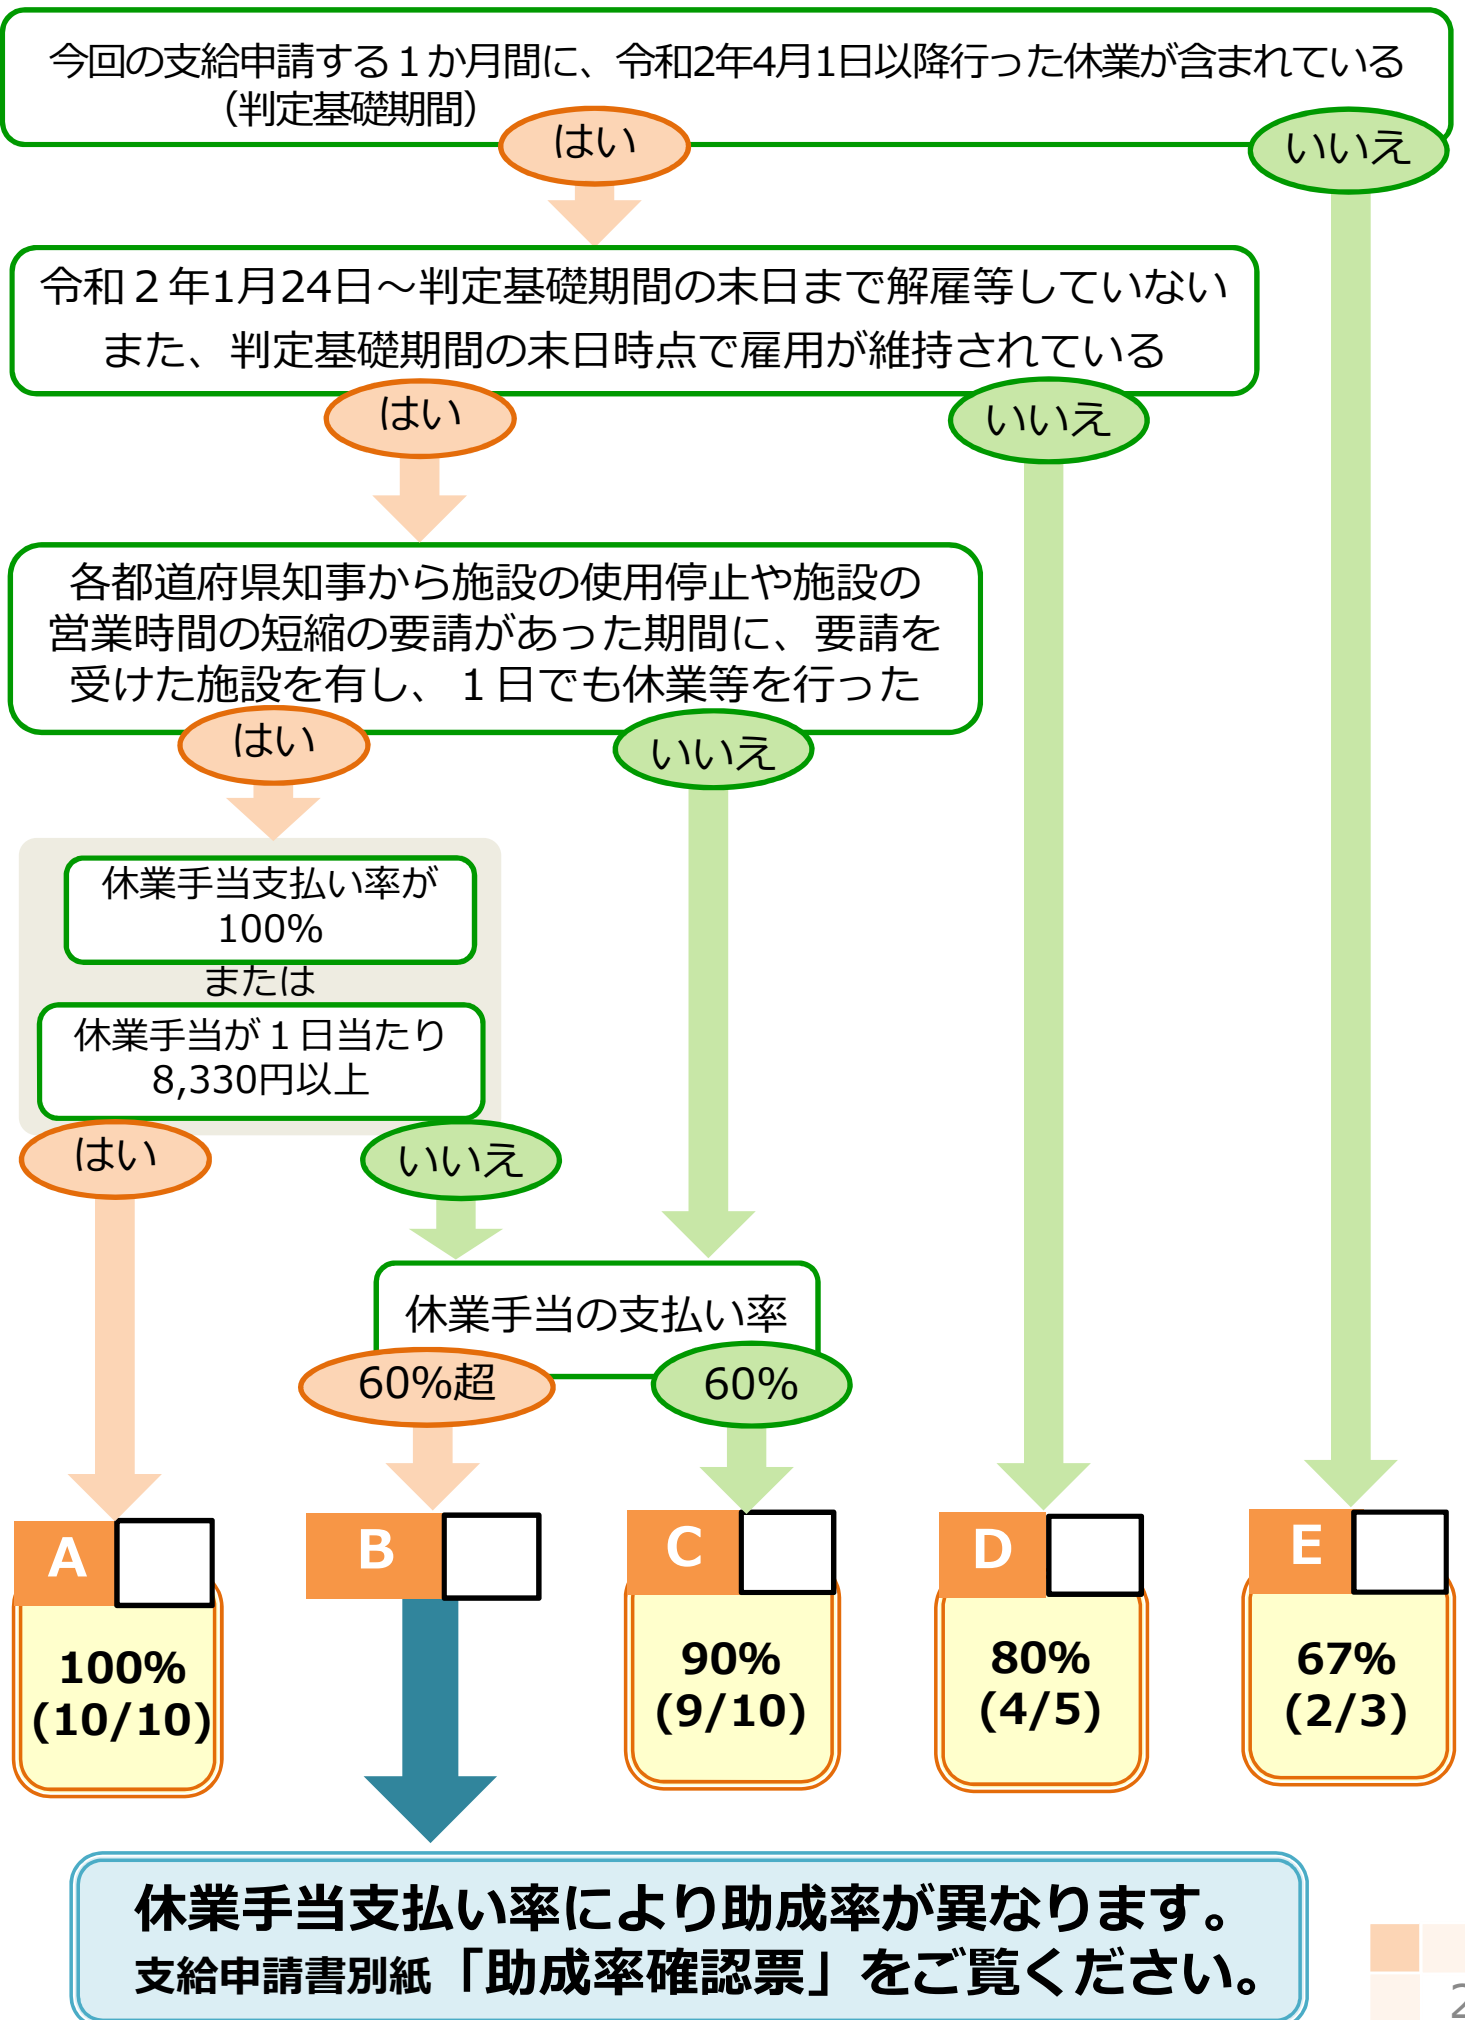 今回の支給申請する１か月間に、令和2年4月1日以降行った休業が含まれている
（判定基礎期間）
はい
いいえ
令和２年1月24日～判定基礎期間の末日まで解雇等していない
また、判定基礎期間の末日時点で雇用が維持されている
はい
いいえ
各都道府県知事から施設の使用停止や施設の
営業時間の短縮の要請があった期間に、要請を
受けた施設を有し、１日でも休業等を行った
はい
いいえ
休業手当支払い率が
100%
または
休業手当が１日当たり
8,330円以上
はい
いいえ
休業手当の支払い率
60%超
60%
A
B
C
D
E
100%
(10/10)
90%
(9/10)
80%
(4/5)
67%
(2/3)
休業手当支払い率により助成率が異なります。
支給申請書別紙「助成率確認票」をご覧ください。
2